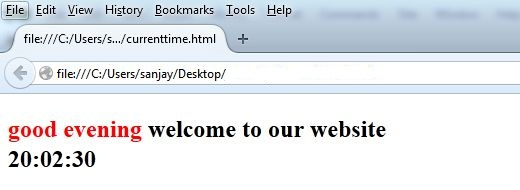 File Edit View History Bookmarks Tools Help
file:///C:/Users/s.../currenttime.html +
file:///C:/Users/sanjay/Desktop/
good evening welcome to our website
20:02:30